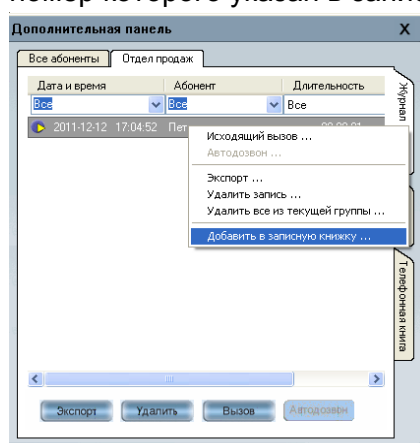 номер которого указан в запи
Дополнительная панель X
Все абоненты Отдел продаж
Дата и время Абонент Длительность
Все Все Все
2011-12-12 17:04:52 Пет
Исходящий вызов ...
Автодозвон ...
Экспорт ...
Удалить запись ...
Удалить все из текущей группы ...
Добавить в записную книжку ...
Журнал
Телефонная книга
Экспорт Удалить Вызов Автодозвон